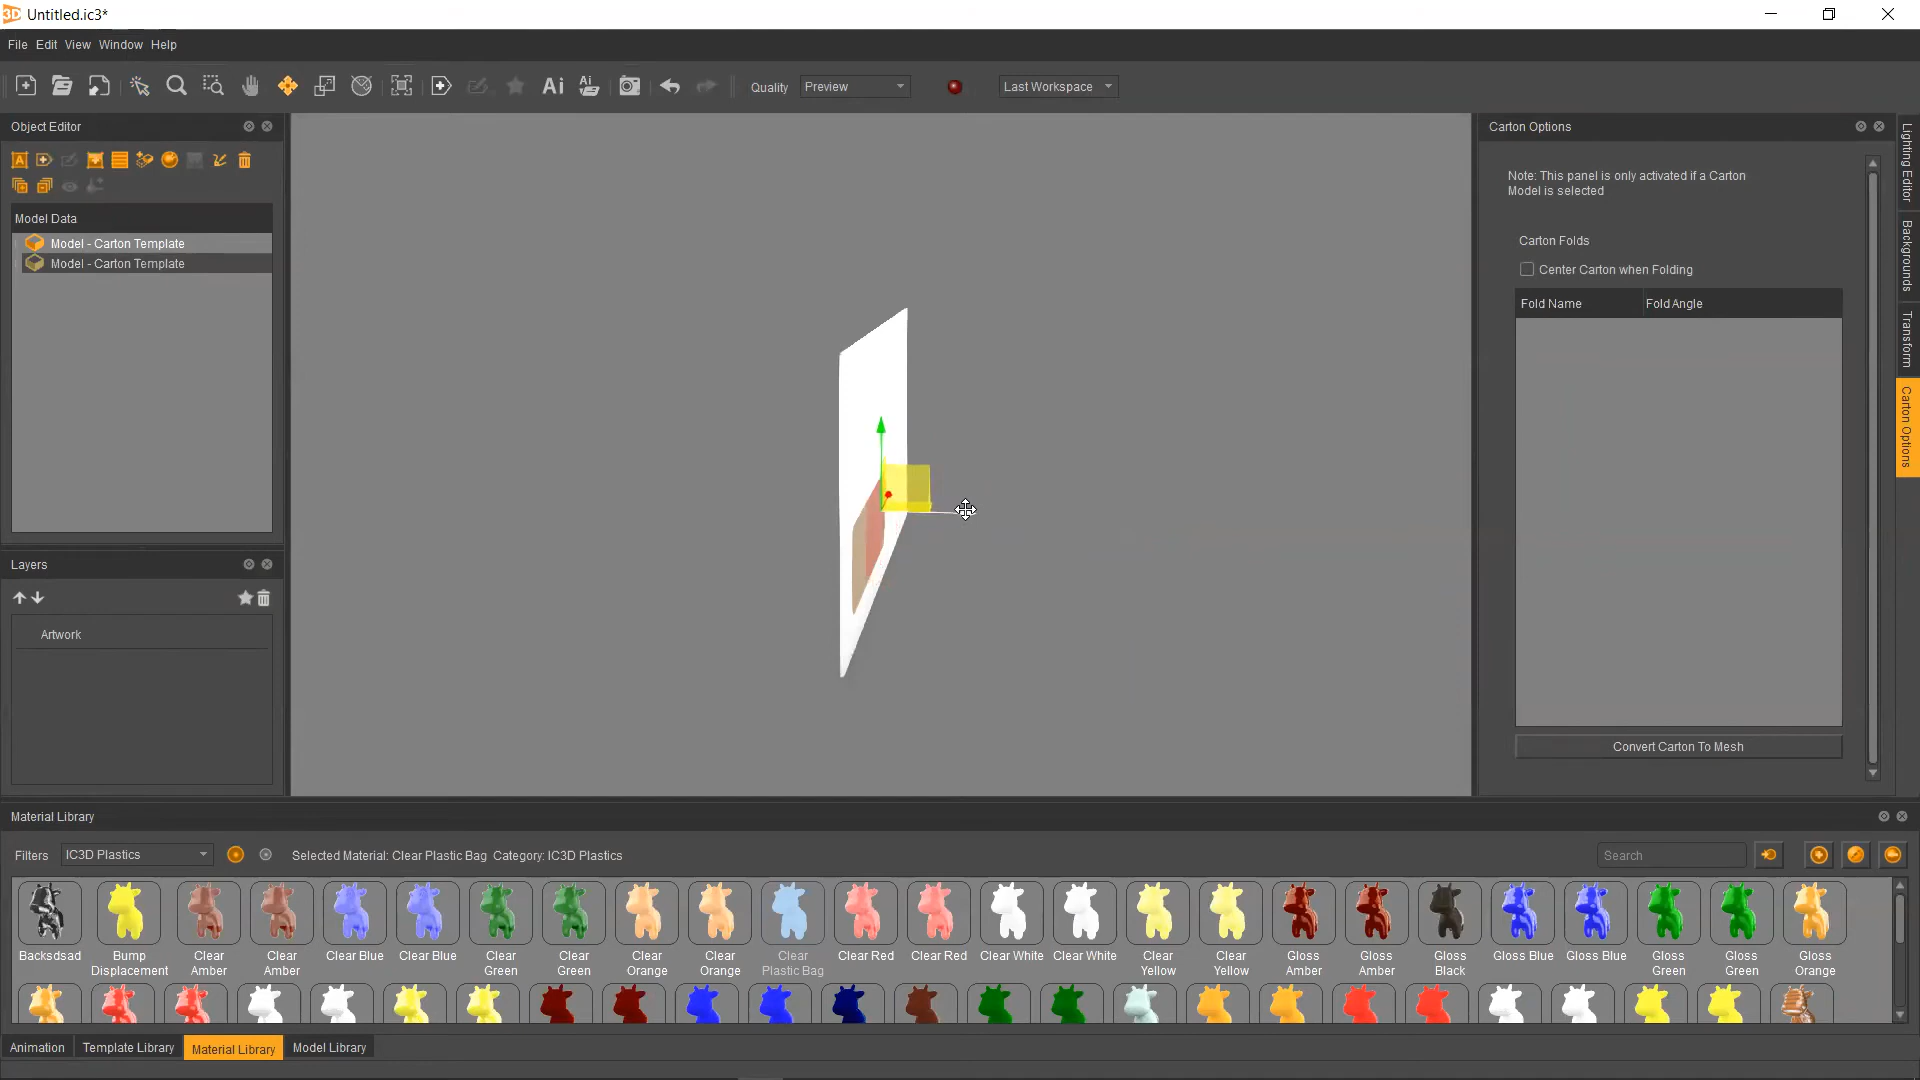 3D Untitled.ic3*
File Edit View Window Help
Ai Ai Quality Preview Last Workspace
Object Editor
A
Model Data
Model - Carton Template
Model - Carton Template
Layers
Artwork
Carton Options
Note: This panel is only activated if a Carton
Model is selected
Carton Folds
Center Carton when Folding
Fold Name Fold Angle
Convert Carton To Mesh
Lighting Editor
Backgrounds
Transform
Carton Options
Material Library
Filters IC3D Plastics Selected Material: Clear Plastic Bag Category: IC3D Plastics Search
Backsdsad Bump Clear Clear Clear Blue Clear Blue Clear Clear Clear Clear Clear Clear Red Clear Red Clear White Clear White Clear Clear Gloss Gloss Gloss Gloss Blue Gloss Blue Gloss Gloss Gloss
Displacement Amber Amber Green Green Orange Orange Plastic Bag Yellow Yellow Amber Amber Black Green Green Orange
Animation Template Library Material Library Model Library